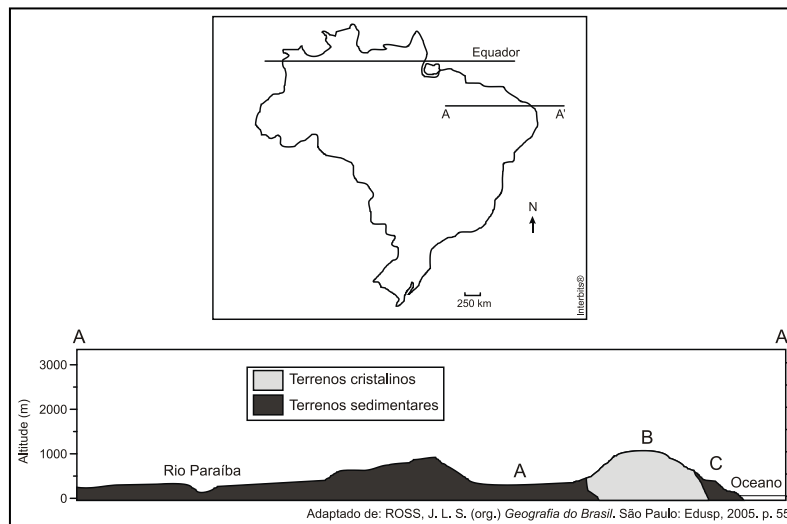 Equador
A
A'
N
250 km
Interbits®
A
A
Altitude (m)
3000
2000
1000
0
Terrenos cristalinos
Terrenos sedimentares
Rio Paraíba
A
B
C
Oceano
Adaptado de: ROSS, J. L. S. (org.) Geografia do Brasil. São Paulo: Edusp, 2005. p. 55